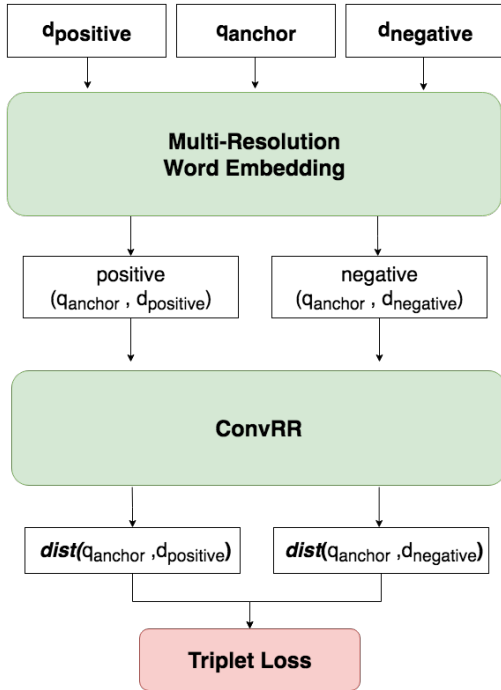 dpositive
qanchor
dnegative
Multi-Resolution
Word Embedding
positive
(qanchor , dpositive)
negative
(qanchor , dnegative)
ConvRR
dist(qanchor ,dpositive)
dist(qanchor ,dnegative)
Triplet Loss